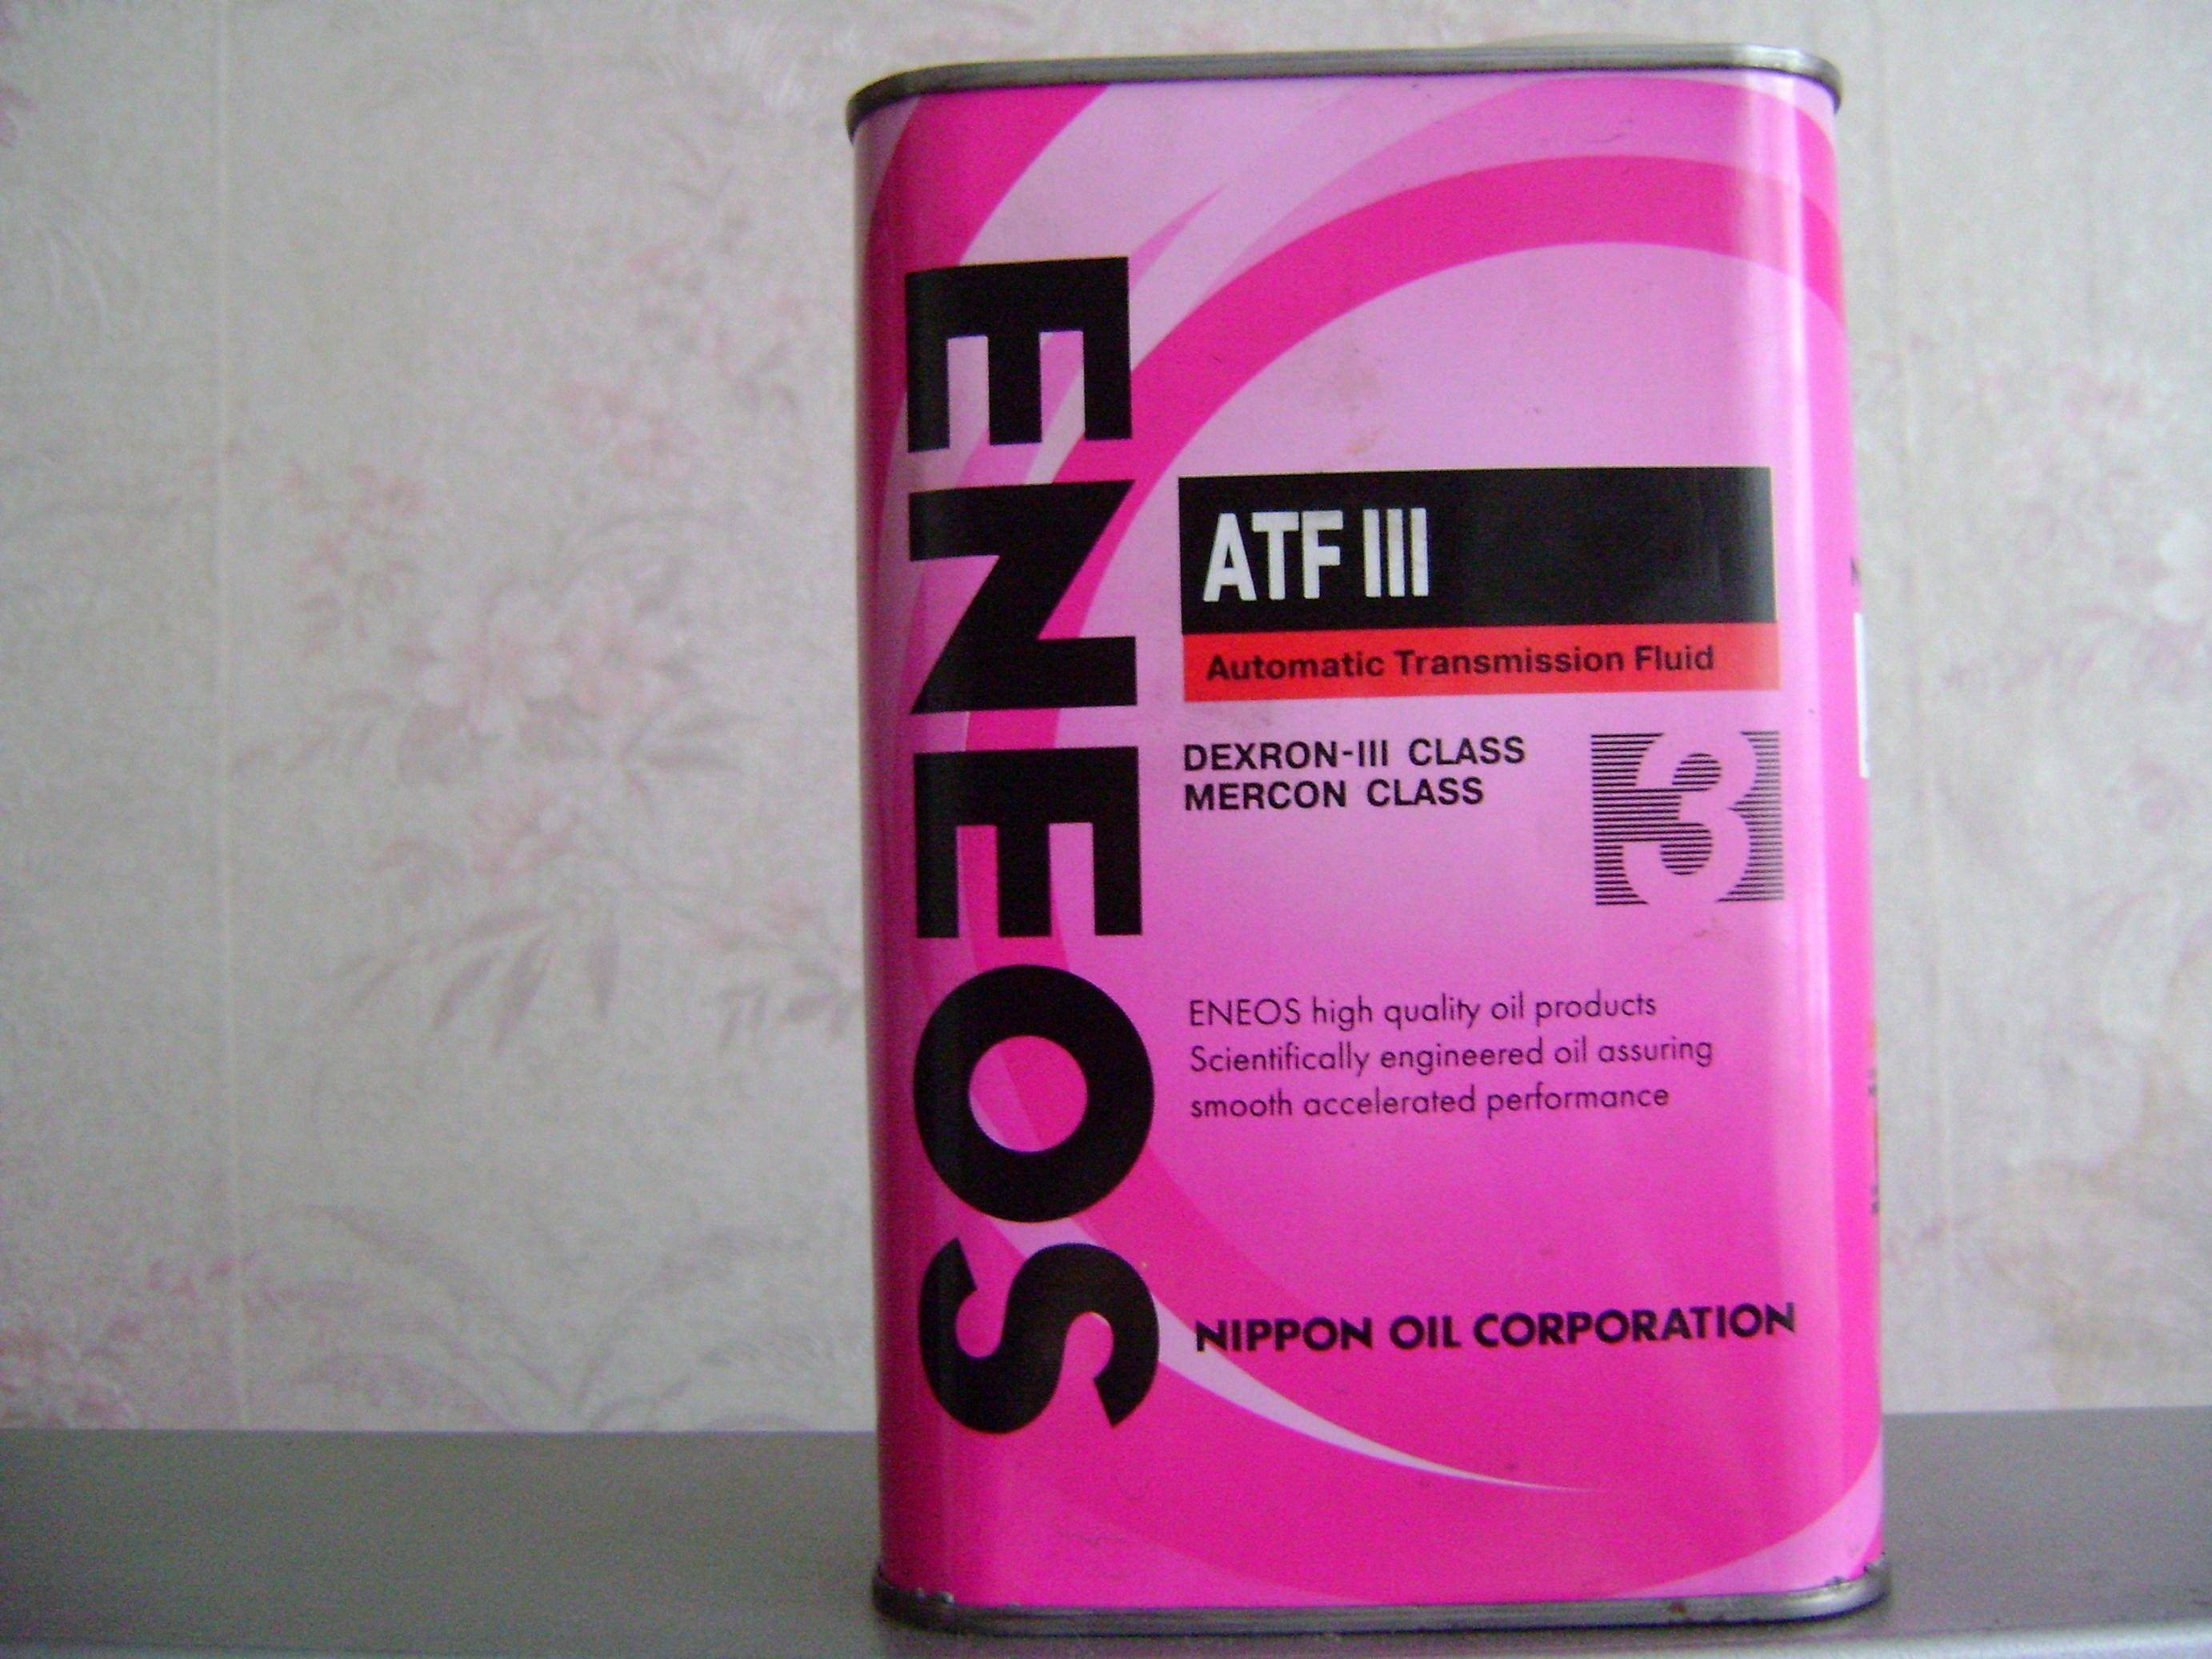 ENEOS
ATF III
Automatic Transmission Fluid
DEXRON-III CLASS
MERCON CLASS
3
ENEOS high quality oil products
Scientifically engineered oil assuring
smooth accelerated performance
NIPPON OIL CORPORATION